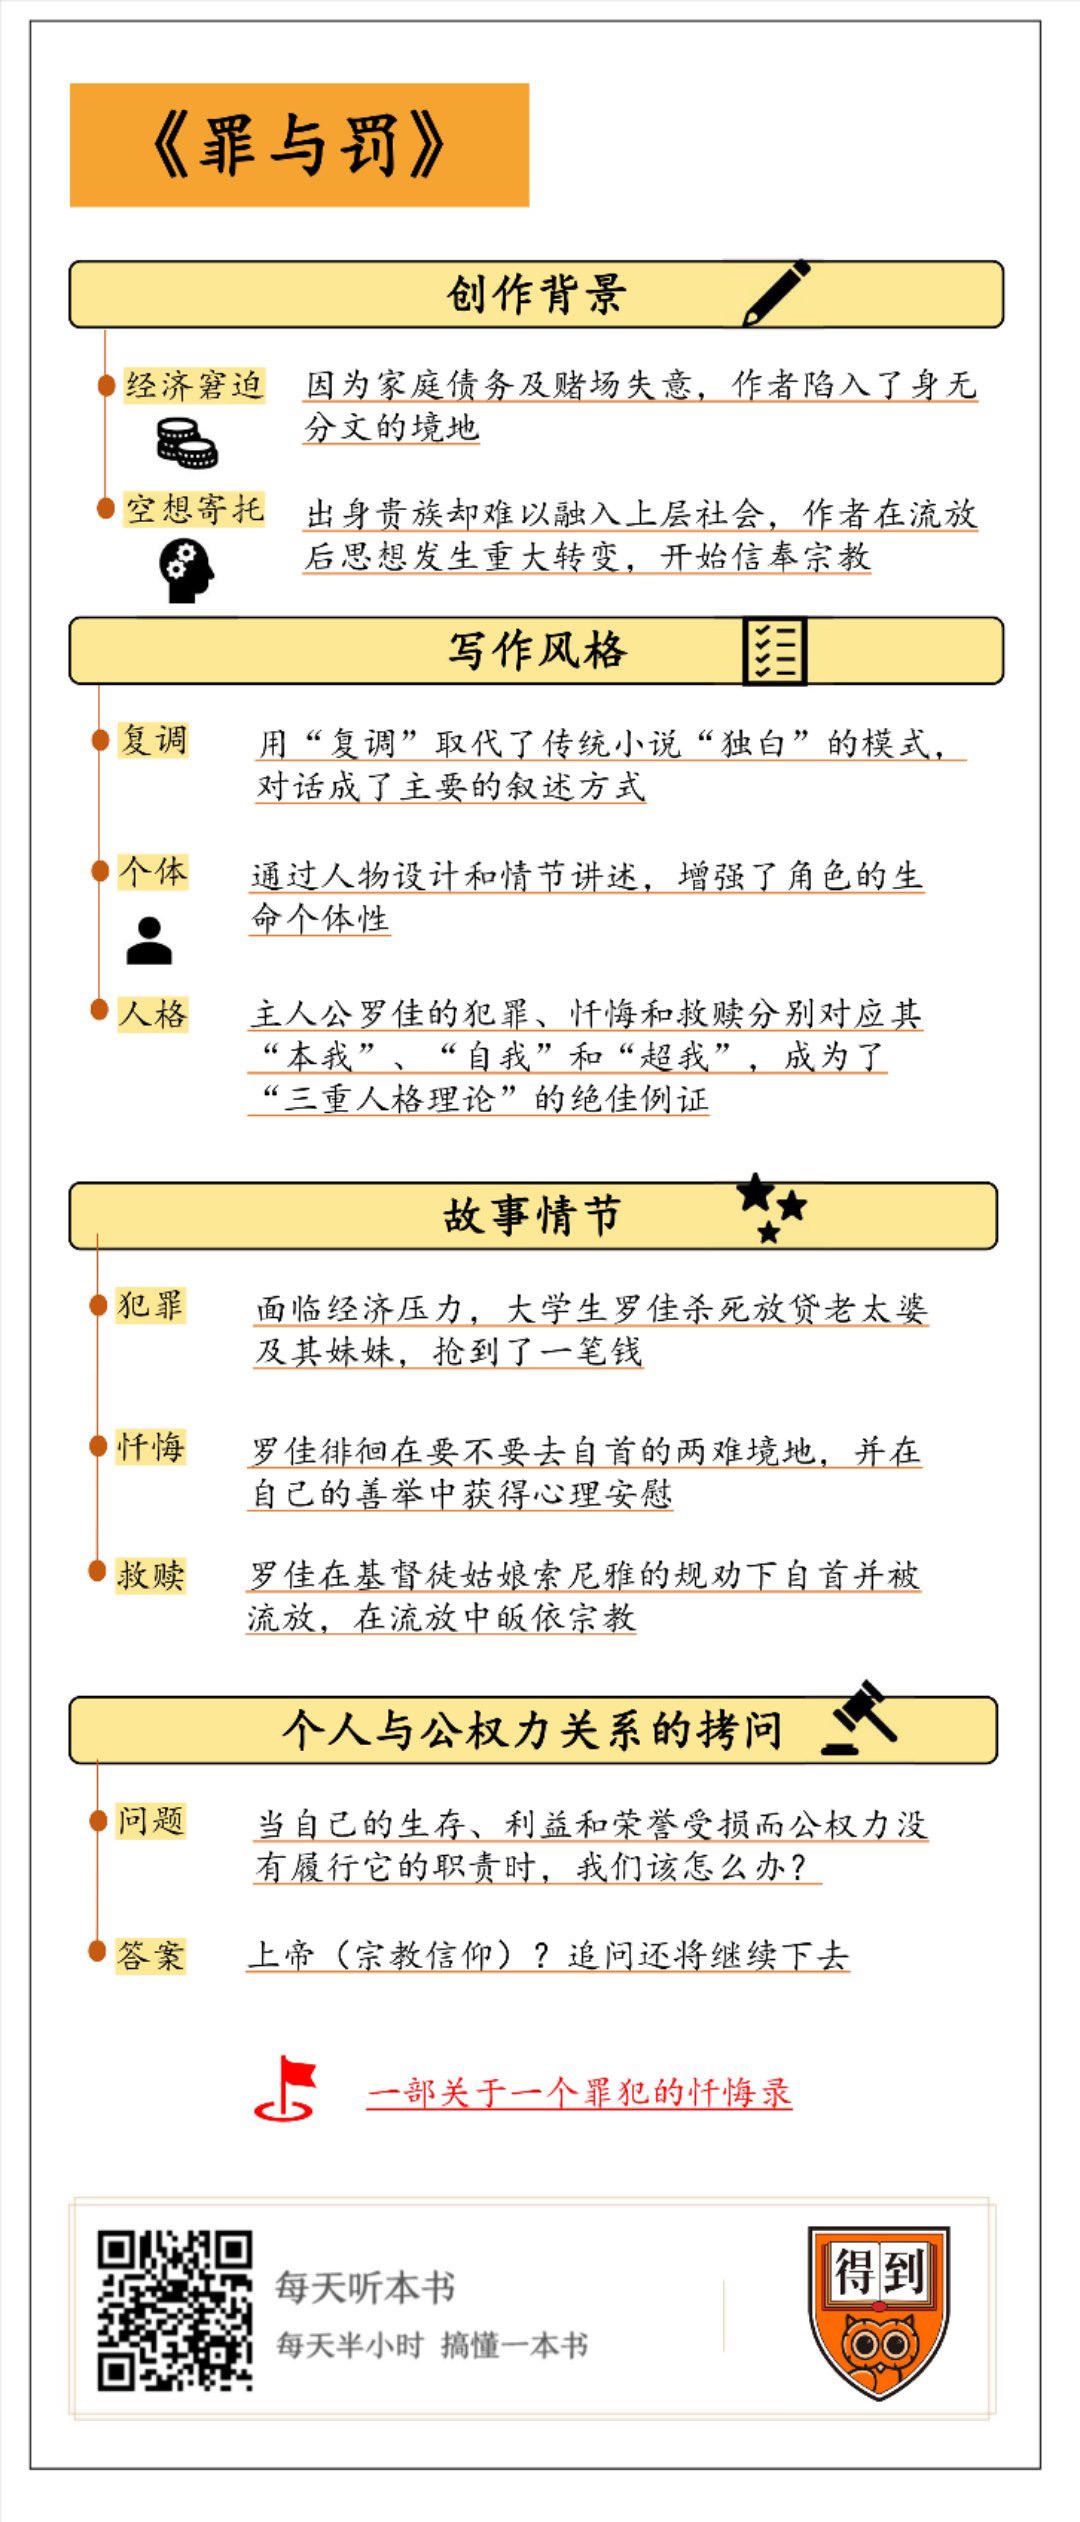 《罪与罚》
创作背景
经济窘迫
因为家庭债务及赌场失意，作者陷入了身无
分文的境地
空想寄托
出身贵族却难以融入上层社会，作者在流放
后思想发生重大转变，开始信奉宗教
写作风格
复调
用“复调”取代了传统小说“独白”的模式，
对话成了主要的叙述方式
个体
通过人物设计和情节讲述，增强了角色的生
命个体性
人格
主人公罗佳的犯罪、忏悔和救赎分别对应其
“本我”、“自我”和“超我”，成为了
“三重人格理论”的绝佳例证
故事情节
犯罪
面临经济压力，大学生罗佳杀死放贷老太婆
及其妹妹，抢到了一笔钱
忏悔
罗佳徘徊在要不要去自首的两难境地，并在
自己的善举中获得心理安慰
救赎
罗佳在基督徒姑娘索尼雅的规劝下自首并被
流放，在流放中皈依宗教
个人与公权力关系的拷问
问题
当自己的生存、利益和荣誉受损而公权力没
有履行它的职责时，我们该怎么办？
答案
上帝（宗教信仰）？追问还将继续下去
一部关于一个罪犯的忏悔录
每天听本书
每天半小时 搞懂一本书
得到